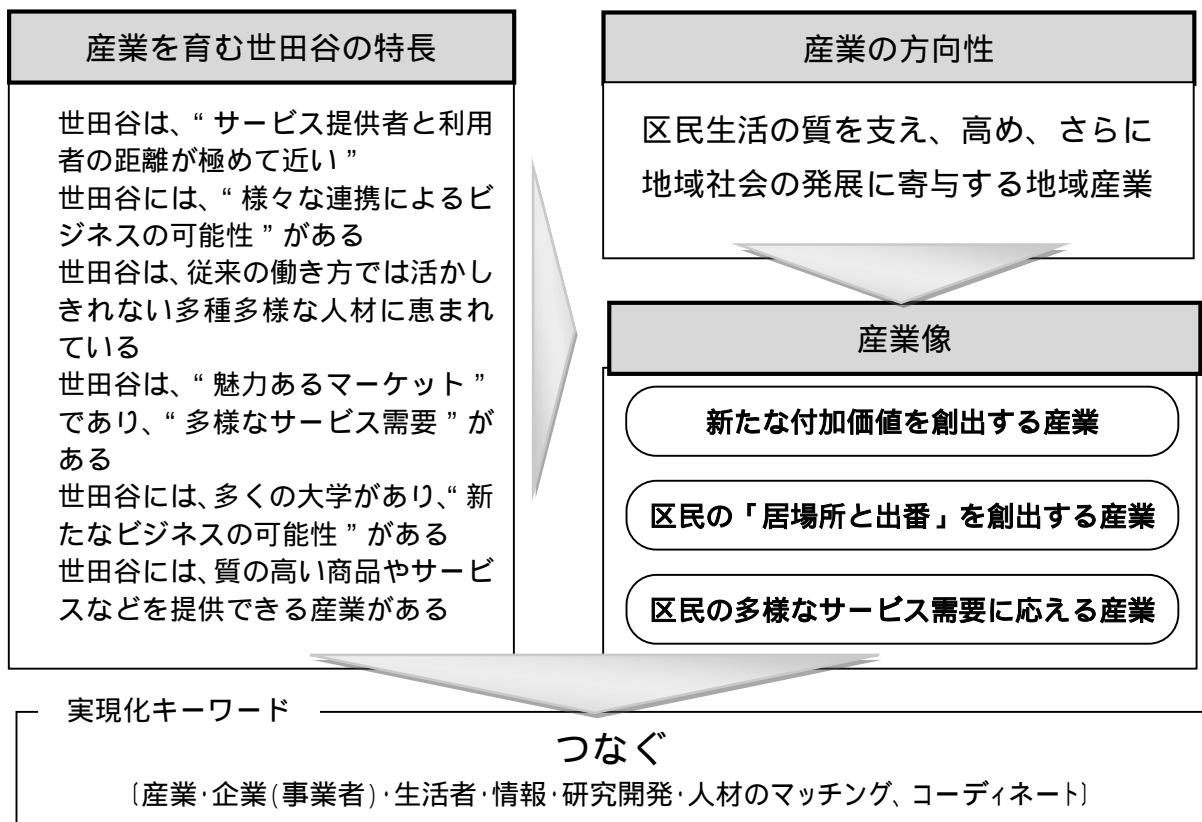 産業を育む世田谷の特長
世田谷は、“サービス提供者と利用
者の距離が極めて近い”
世田谷には、“様々な連携によるビ
ジネスの可能性”がある
世田谷は、従来の働き方では活かし
きれない多種多様な人材に恵まれ
ている
世田谷は、“魅力あるマーケット”
であり、“多様なサービス需要”が
ある
世田谷には、多くの大学があり、“新
たなビジネスの可能性”がある
世田谷には、質の高い商品やサービ
スなどを提供できる産業がある
産業の方向性
区民生活の質を支え、高め、さらに
地域社会の発展に寄与する地域産業
産業像
新たな付加価値を創出する産業
区民の「居場所と出番」を創出する産業
区民の多様なサービス需要に応える産業
実現化キーワード
つなぐ
〔産業・企業(事業者)・生活者・情報・研究開発・人材のマッチング、コーディネート〕